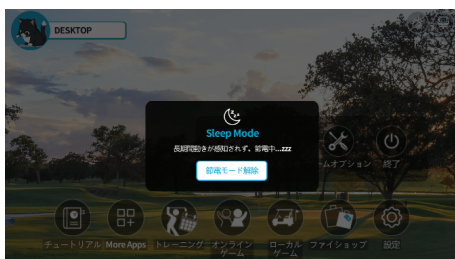 DESKTOP
Sleep Mode
長時間動きが感知されず、節電中...zzz
節電モード解除
ームオプション
終了
チュートリアル
More Apps
トレーニング
オンライン
ゲーム
ローカル
ゲーム
ファイショップ
設定